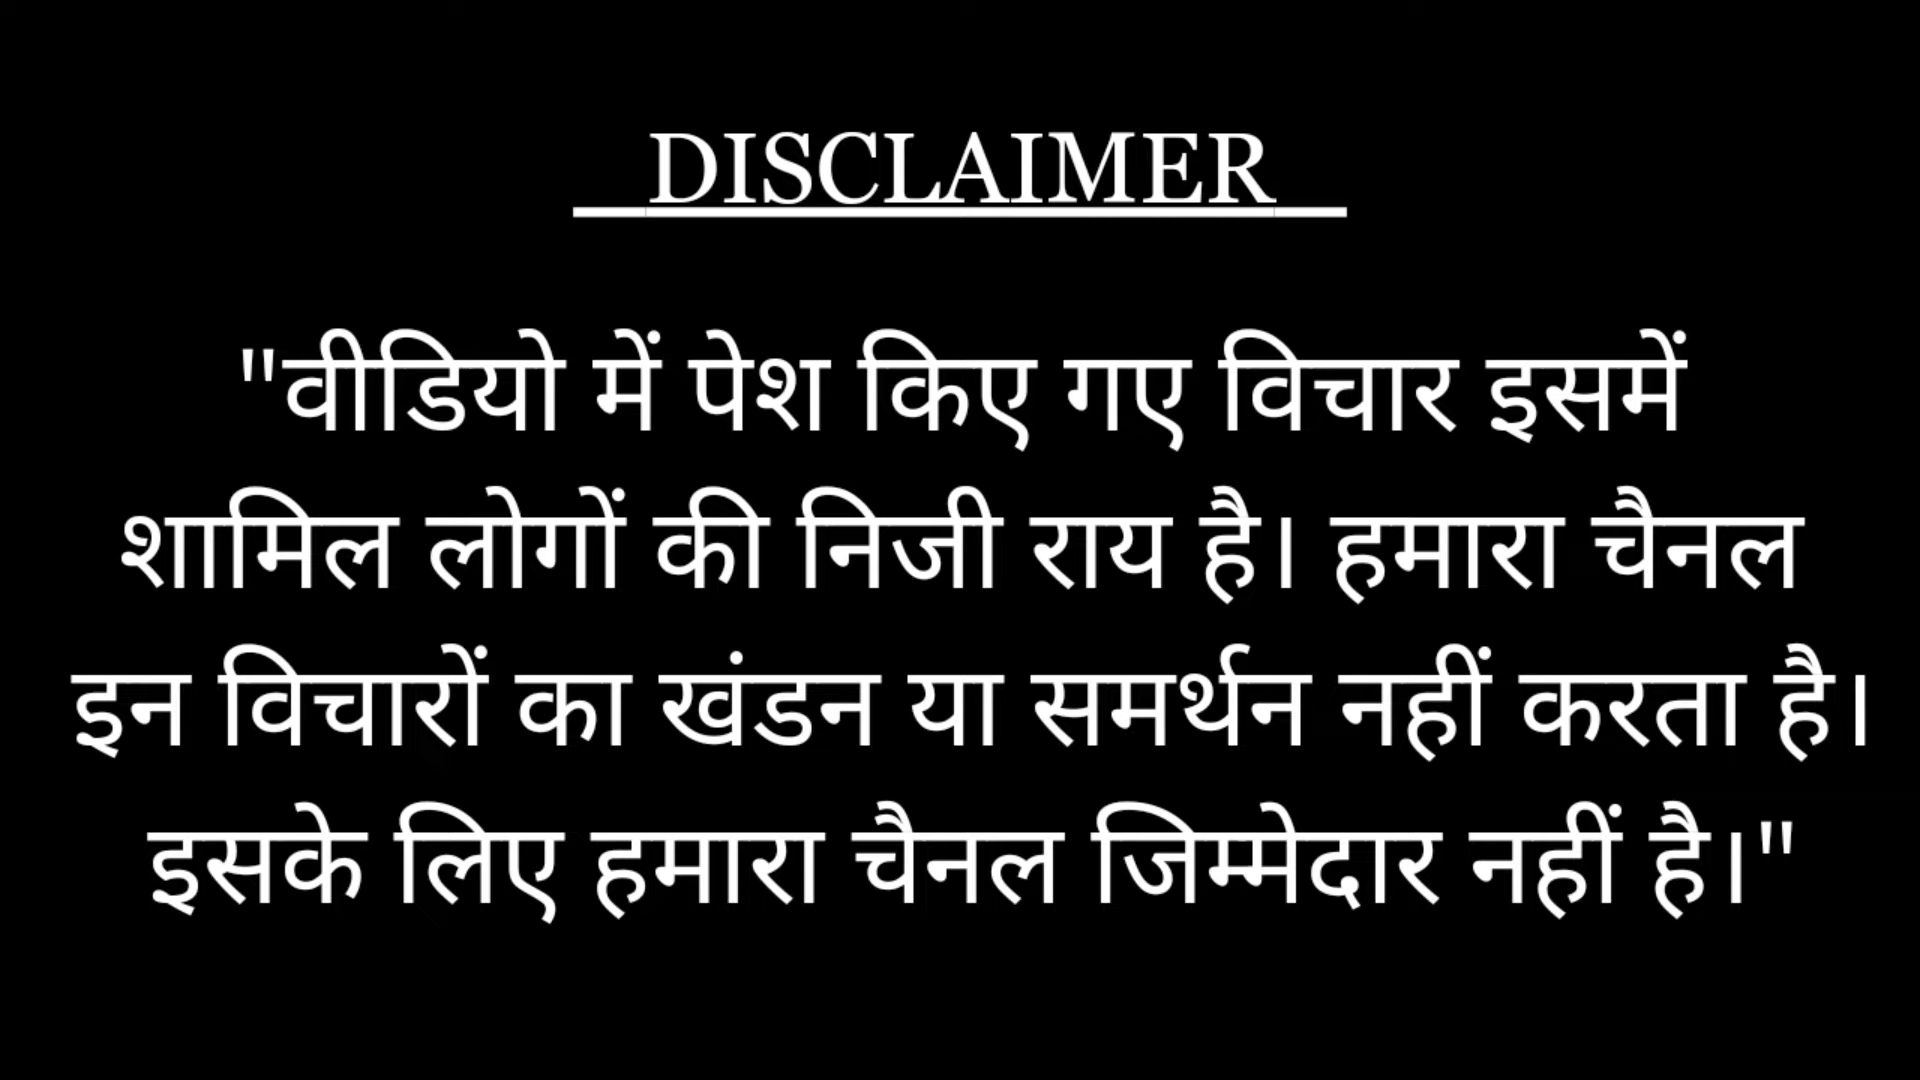 DISCLAIMER
"वीडियो में पेश किए गए विचार इसमें
शामिल लोगों की निजी राय है। हमारा चैनल
इन विचारों का खंडन या समर्थन नहीं करता है।
इसके लिए हमारा चैनल जिम्मेदार नहीं है।"